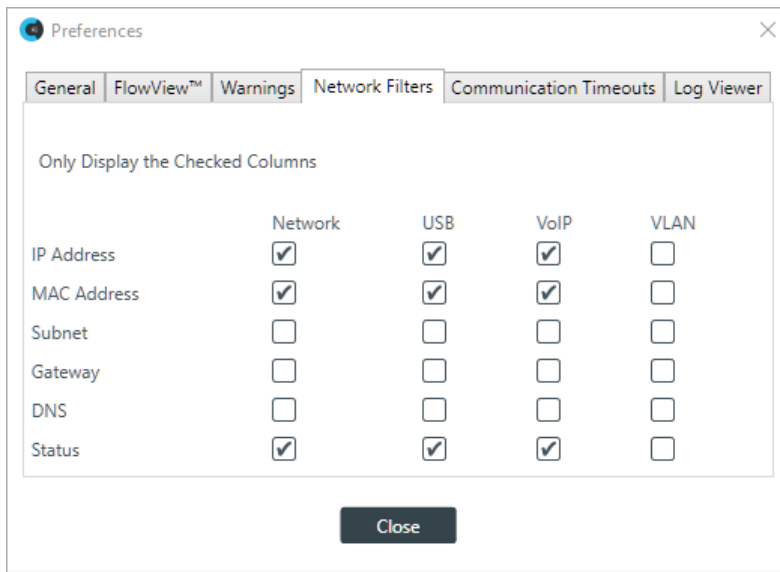 Preferences
General FlowView™ Warnings Network Filters Communication Timeouts Log Viewer
Only Display the Checked Columns
Network USB VoIP VLAN
IP Address
MAC Address
Subnet
Gateway
DNS
Status
Close